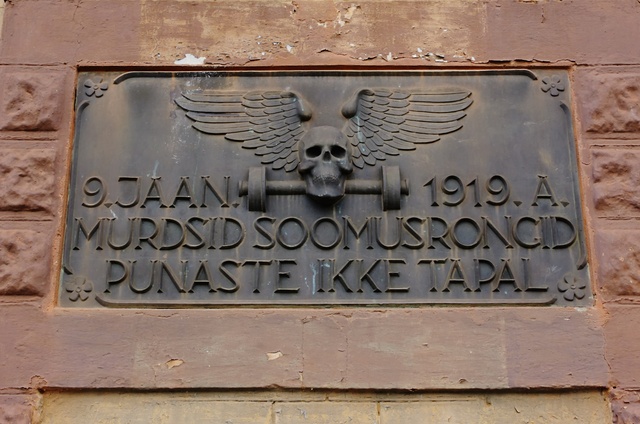 9. JAAN. 1919. A.
MURDSID SOOMUSRONGID
PUNASTE IKKE TAPAL